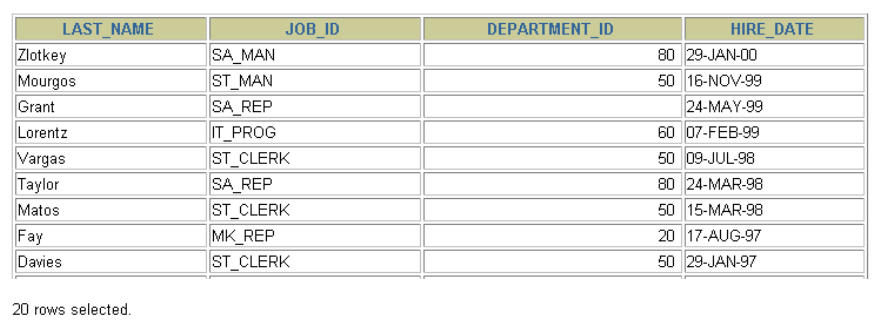 LAST_NAME JOB_ID DEPARTMENT_ID HIRE_DATE
Zlotkey SA_MAN 80 29-JAN-00
Mourgos ST_MAN 50 16-NOV-99
Grant SA_REP 24-MAY-99
Lorentz IT_PROG 60 07-FEB-99
Vargas ST_CLERK 50 09-JUL-98
Taylor SA_REP 80 24-MAR-98
Matos ST_CLERK 50 15-MAR-98
Fay MK_REP 20 17-AUG-97
Davies ST_CLERK 50 29-JAN-97
20 rows selected.